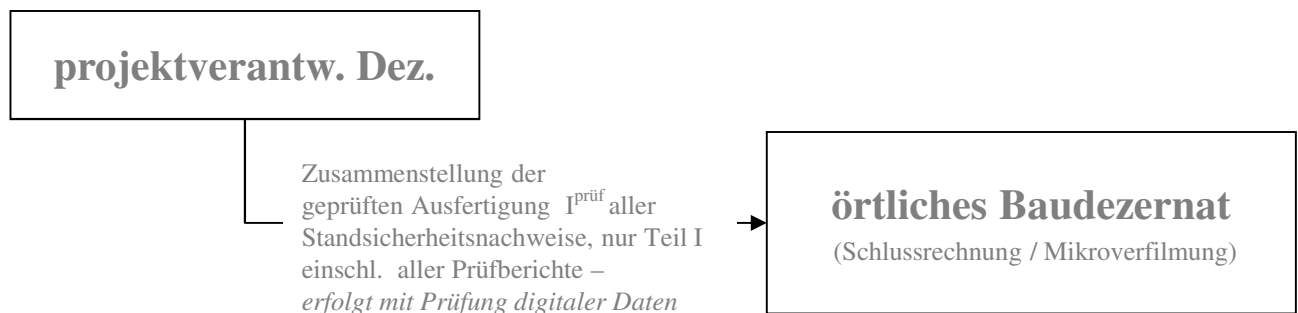 projektverantw. Dez.
Zusammenstellung der
geprüften Ausfertigung I^prüf aller
Standsicherheitsnachweise, nur Teil I
einschl. aller Prüfberichte –
erfolgt mit Prüfung digitaler Daten
örtliches Baudezernat
(Schlussrechnung / Mikroverfilmung)